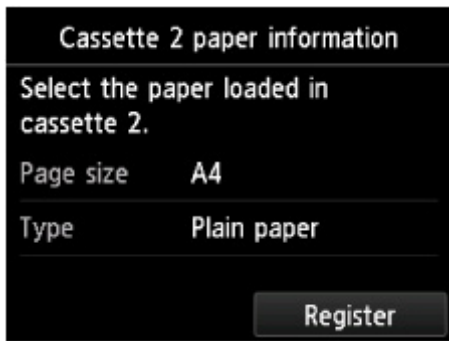 Cassette 2 paper information
Select the paper loaded in
cassette 2.
Page size A4
Type Plain paper
Register